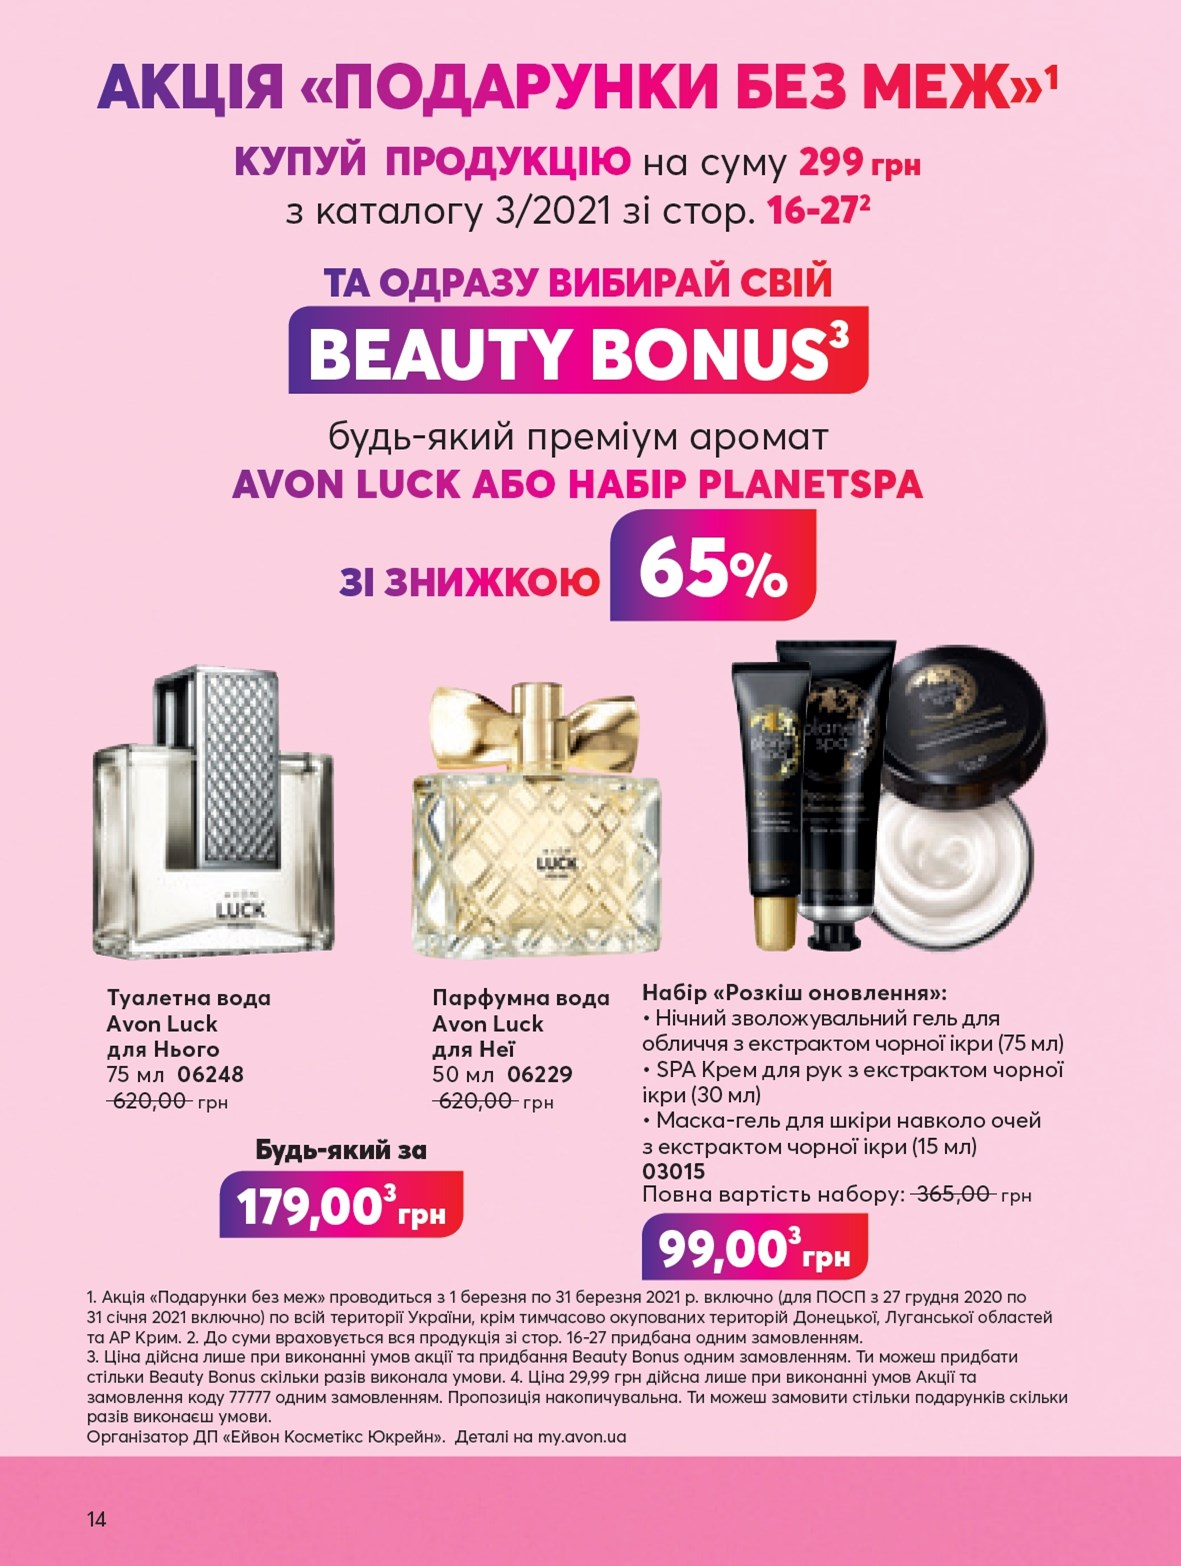 АКЦІЯ «ПОДАРУНКИ БЕЗ МЕЖ»1
КУПУЙ ПРОДУКЦІЮ на суму 299 грн
з каталогу 3/2021 зі стор. 16-27²
ТА ОДРАЗУ ВИБИРАЙ СВІЙ
BEAUTY BONUS³
будь-який преміум аромат
AVON LUCK АБО НАБІР PLANETSPA
ЗІ ЗНИЖКОЮ 65%
AVON
LUCK
AVON
LUCK
planet
spa
planet
spa
Туалетна вода
Avon Luck
для Нього
75 мл 06248
620,00 грн
Парфумна вода
Avon Luck
для Неї
50 мл 06229
620,00 грн
Будь-який за
179,00³ грн
Набір «Розкіш оновлення»:
• Нічний зволожувальний гель для
обличчя з екстрактом чорної ікри (75 мл)
• SPA Крем для рук з екстрактом чорної
ікри (30 мл)
• Маска-гель для шкіри навколо очей
з екстрактом чорної ікри (15 мл)
03015
Повна вартість набору: 365,00 грн
99,00³ грн
1. Акція «Подарунки без меж» проводиться з 1 березня по 31 березня 2021 р. включно (для ПОСП з 27 грудня 2020 по
31 січня 2021 включно) по всій території України, крім тимчасово окупованих територій Донецької, Луганської областей
та АР Крим. 2. До суми враховується вся продукція зі стор. 16-27 придбана одним замовленням.
3. Ціна дійсна лише при виконанні умов акції та придбання Beauty Bonus одним замовленням. Ти можеш придбати
стільки Beauty Bonus скільки разів виконала умови. 4. Ціна 29,99 грн дійсна лише при виконанні умов Акції та
замовлення коду 77777 одним замовленням. Пропозиція накопичувальна. Ти можеш замовити стільки подарунків скільки
разів виконаєш умови.
Організатор ДП «Ейвон Косметікс Юкрейн». Деталі на my.avon.ua
14